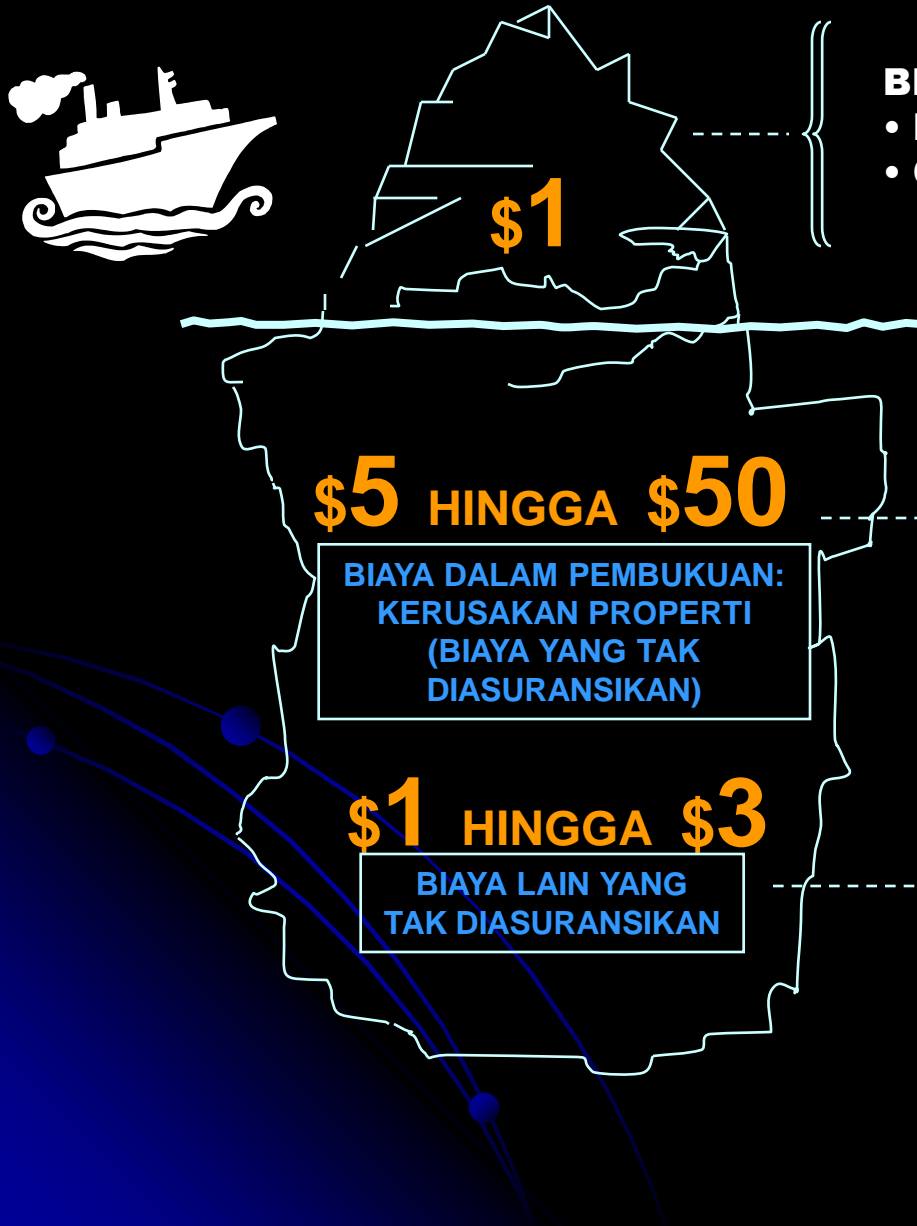 $1
$5 HINGGA $50
BIAYA DALAM PEMBUKUAN:
KERUSAKAN PROPERTI
(BIAYA YANG TAK
DIASURANSIKAN)
$1 HINGGA $3
BIAYA LAIN YANG
TAK DIASURANSIKAN